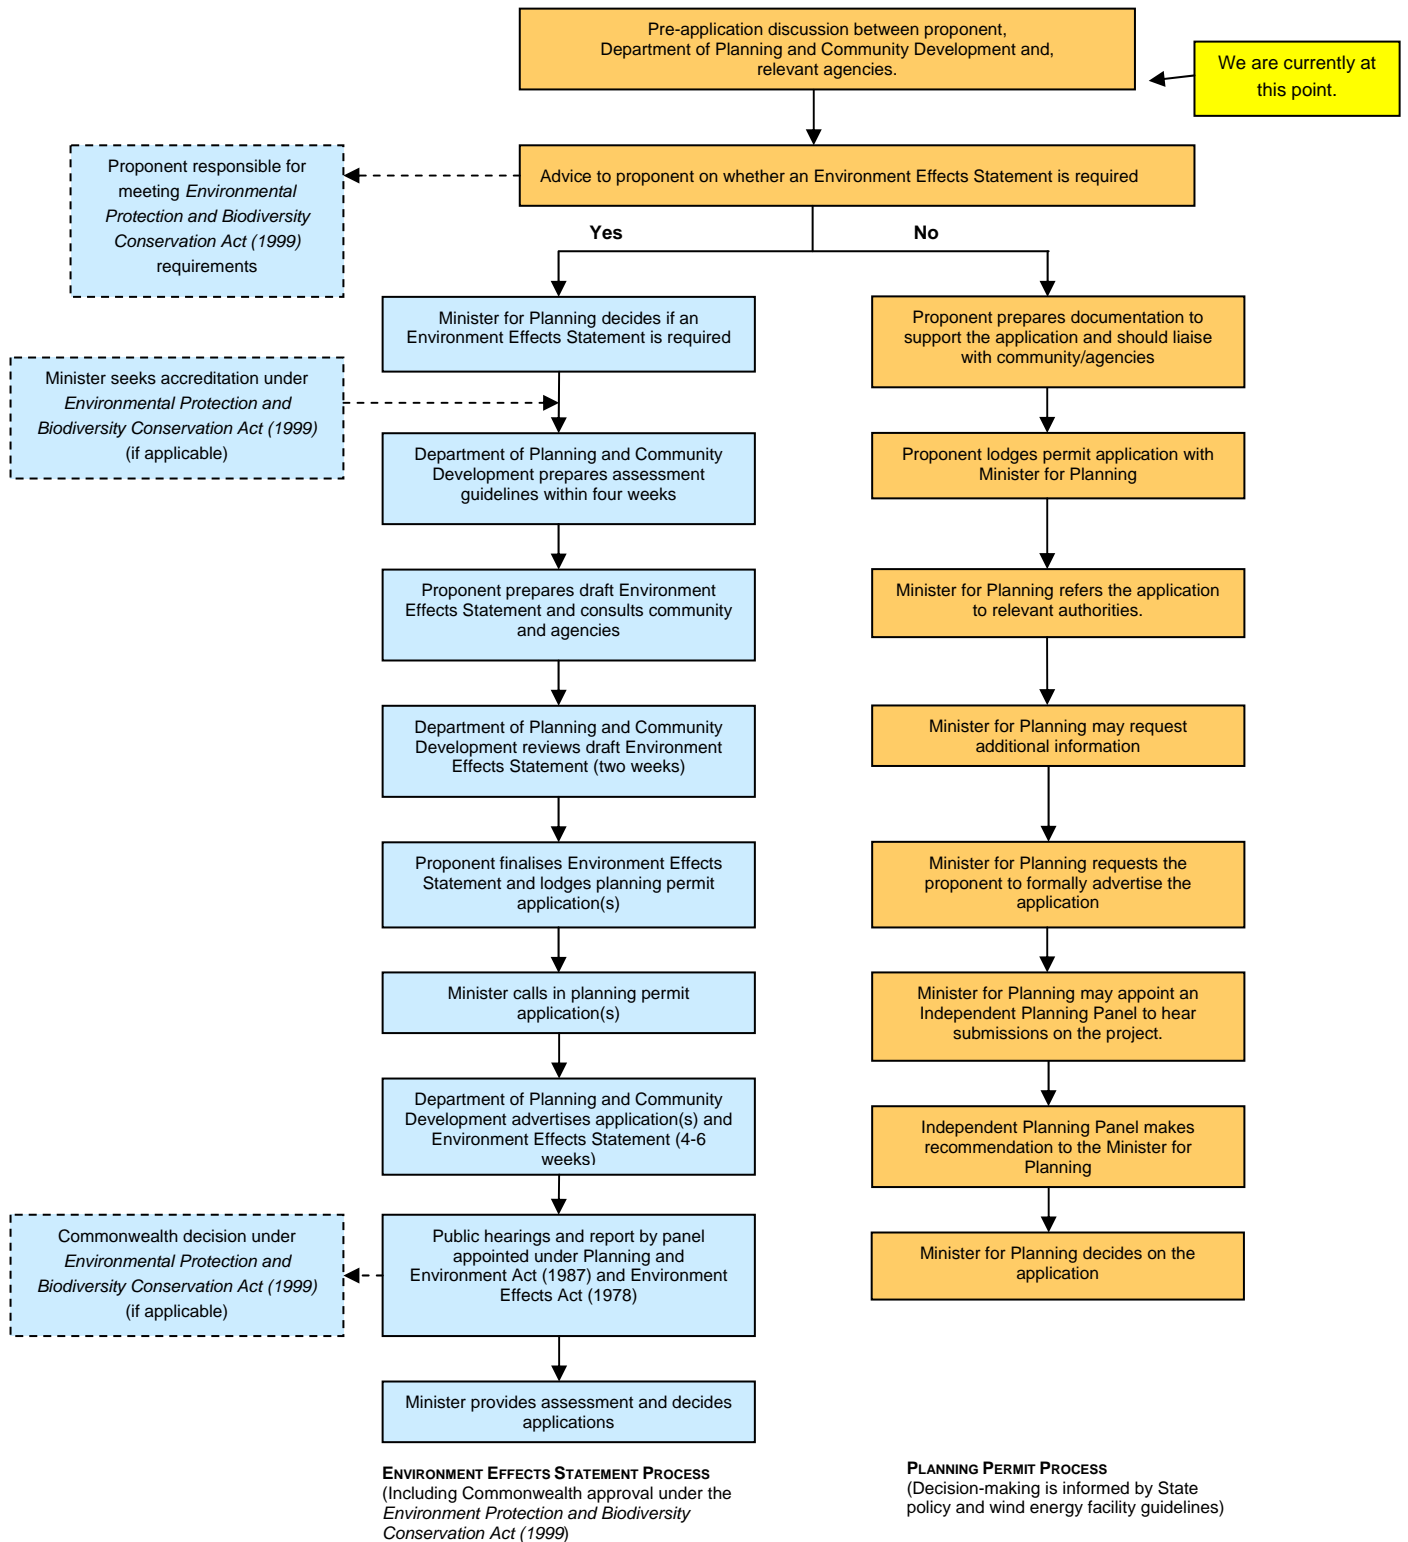 Pre-application discussion between proponent,
Department of Planning and Community Development and,
relevant agencies.
We are currently at
this point.
Proponent responsible for
meeting Environmental
Protection and Biodiversity
Conservation Act (1999)
requirements
Advice to proponent on whether an Environment Effects Statement is required
Yes
No
Minister for Planning decides if an
Environment Effects Statement is required
Minister seeks accreditation under
Environmental Protection and
Biodiversity Conservation Act (1999)
(if applicable)
Department of Planning and Community
Development prepares assessment
guidelines within four weeks
Proponent prepares draft Environment
Effects Statement and consults community
and agencies
Department of Planning and Community
Development reviews draft Environment
Effects Statement (two weeks)
Proponent finalises Environment Effects
Statement and lodges planning permit
application(s)
Minister calls in planning permit
application(s)
Department of Planning and Community
Development advertises application(s) and
Environment Effects Statement (4-6
weeks)
Commonwealth decision under
Environmental Protection and
Biodiversity Conservation Act (1999)
(if applicable)
Public hearings and report by panel
appointed under Planning and
Environment Act (1987) and Environment
Effects Act (1978)
Minister provides assessment and decides
applications
ENVIRONMENT EFFECTS STATEMENT PROCESS
(Including Commonwealth approval under the
Environment Protection and Biodiversity
Conservation Act (1999)
Proponent prepares documentation to
support the application and should liaise
with community/agencies
Proponent lodges permit application with
Minister for Planning
Minister for Planning refers the application
to relevant authorities.
Minister for Planning may request
additional information
Minister for Planning requests the
proponent to formally advertise the
application
Minister for Planning may appoint an
Independent Planning Panel to hear
submissions on the project.
Independent Planning Panel makes
recommendation to the Minister for
Planning
Minister for Planning decides on the
application
PLANNING PERMIT PROCESS
(Decision-making is informed by State
policy and wind energy facility guidelines)